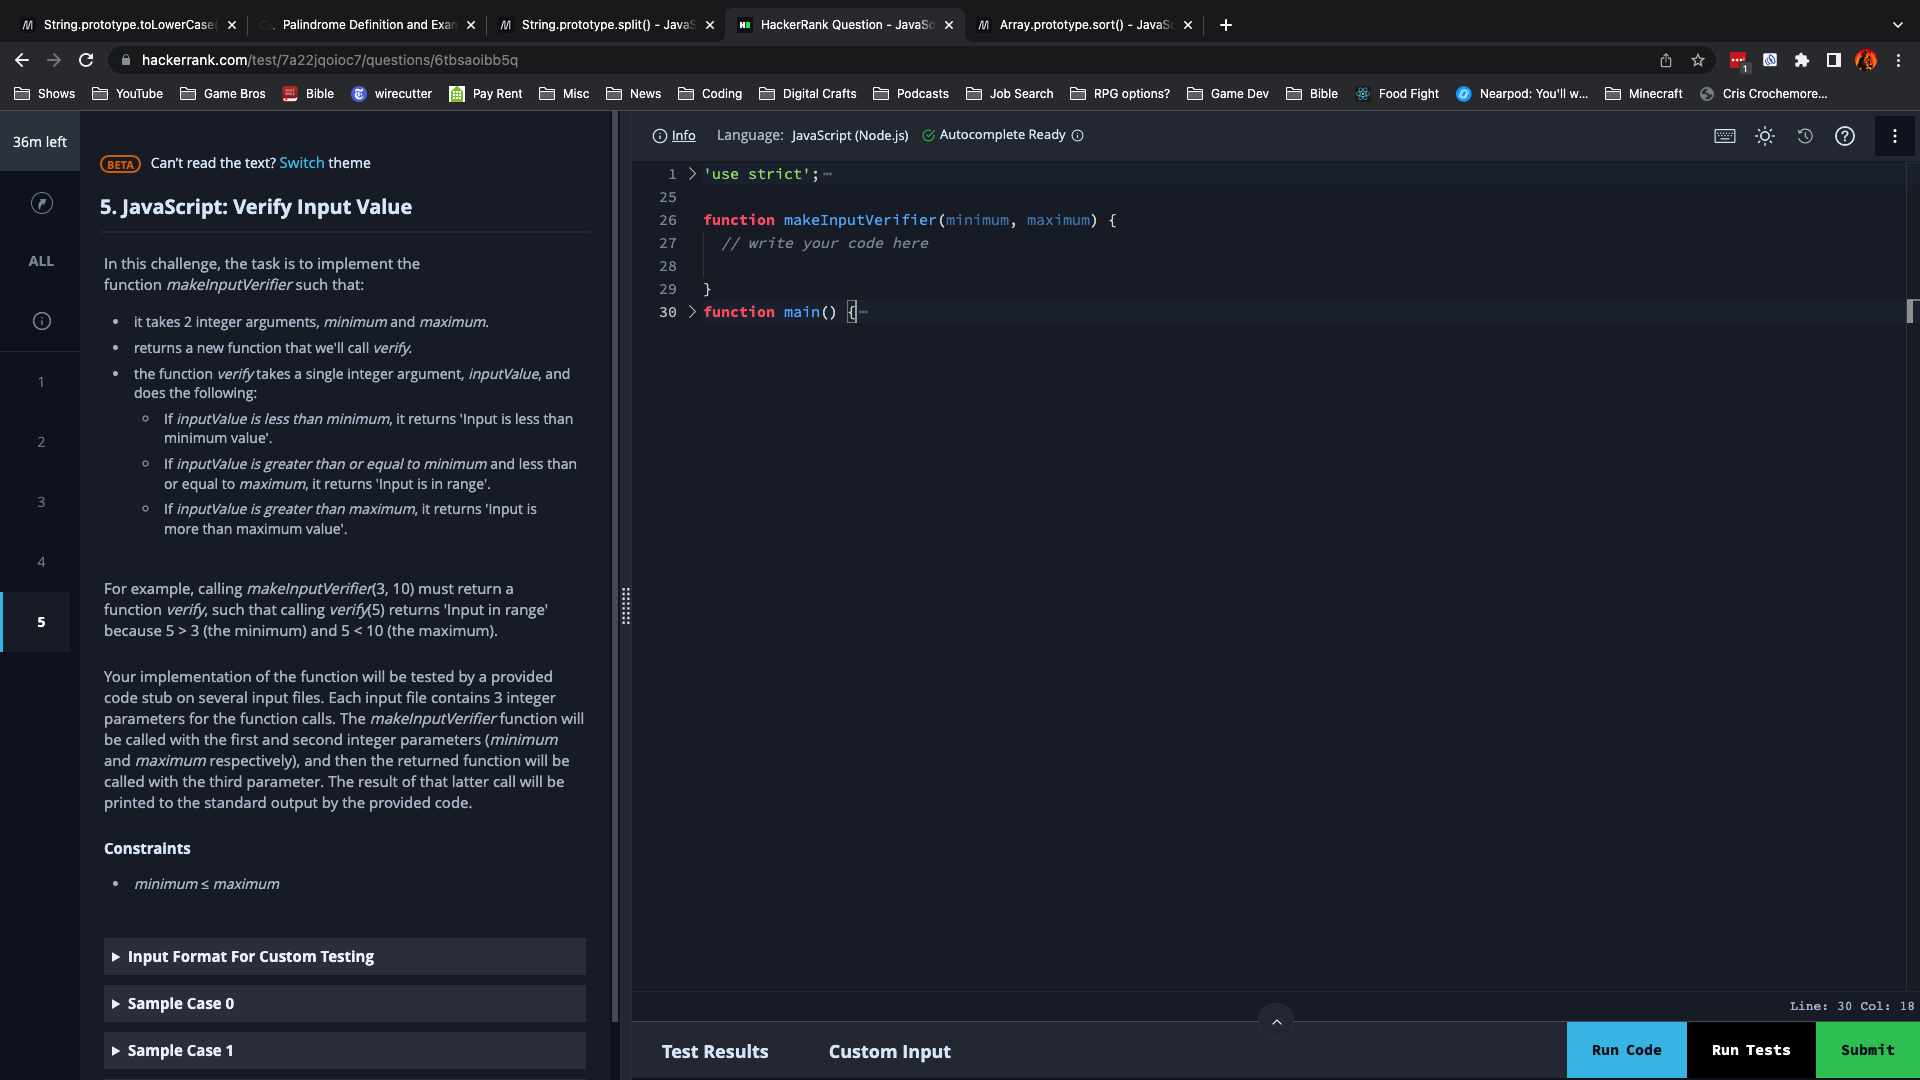 String.prototype.toLowerCase(
Palindrome Definition and Exam
String.prototype.split() - JavaS
HackerRank Question - JavaSc
Array.prototype.sort() - JavaSc
hackerrank.com/test/7a22jqoioc7/questions/6tbsaoibb5q
1
Shows YouTube Game Bros Bible wirecutter Pay Rent Misc News Coding Digital Crafts Podcasts Job Search RPG options? Game Dev Bible Food Fight Nearpod: You'll w... Minecraft Cris Crochemore...
36m left
ALL
1
2
3
4
5
BETA Can't read the text? Switch theme
5. JavaScript: Verify Input Value
In this challenge, the task is to implement the
function makeInputVerifier such that:
• it takes 2 integer arguments, minimum and maximum.
• returns a new function that we'll call verify.
• the function verify takes a single integer argument, inputValue, and
does the following:
◦ If inputValue is less than minimum, it returns 'Input is less than
minimum value'.
◦ If inputValue is greater than or equal to minimum and less than
or equal to maximum, it returns 'Input is in range'.
◦ If inputValue is greater than maximum, it returns 'Input is
more than maximum value'.
For example, calling makeInputVerifier(3, 10) must return a
function verify, such that calling verify(5) returns 'Input in range'
because 5 > 3 (the minimum) and 5 < 10 (the maximum).
Your implementation of the function will be tested by a provided
code stub on several input files. Each input file contains 3 integer
parameters for the function calls. The makeInputVerifier function will
be called with the first and second integer parameters (minimum
and maximum respectively), and then the returned function will be
called with the third parameter. The result of that latter call will be
printed to the standard output by the provided code.
Constraints
• minimum ≤ maximum
Input Format For Custom Testing
Sample Case 0
Sample Case 1
Info Language: JavaScript (Node.js) Autocomplete Ready
1 'use strict';
25
26 function makeInputVerifier(minimum, maximum) {
27 // write your code here
28
29 }
30 function main() {
Line: 30 Col: 18
Test Results Custom Input Run Code Run Tests Submit